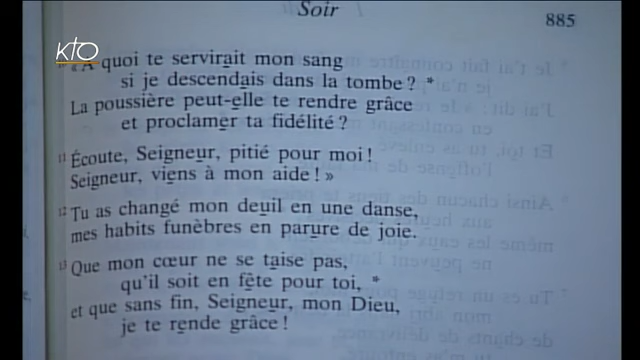 Soir
885
KTO
« A quoi te servirait mon sang
si je descendais dans la tombe ? *
La poussière peut-elle te rendre grâce
et proclamer ta fidélité ?
11 Écoute, Seigneur, pitié pour moi !
Seigneur, viens à mon aide ! »
12 Tu as changé mon deuil en une danse,
mes habits funèbres en parure de joie.
13 Que mon cœur ne se taise pas,
qu'il soit en fête pour toi, *
et que sans fin, Seigneur, mon Dieu,
je te rende grâce !